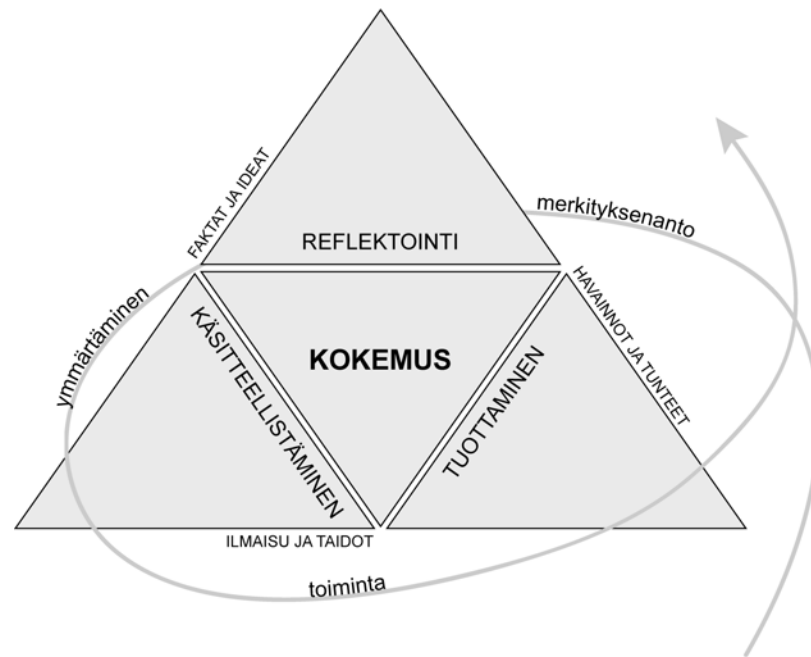 FAKTAT JA IDEAT
REFLEKTOINTI
merkityksenanto
ymmärtäminen
KÄSITTEELLISTÄMINEN
KOKEMUS
TUOTTAMINEN
HAVAINNOT JA TUNTEET
ILMAISU JA TAIDOT
toiminta